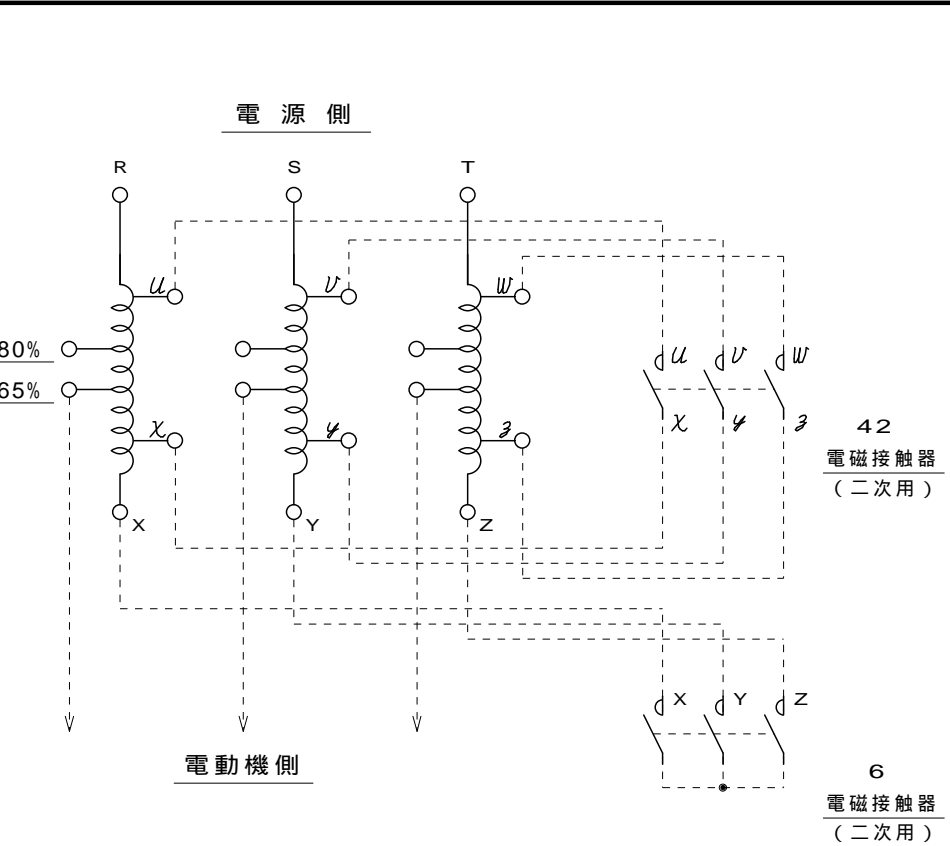 電源側
R S T
u v w
80%
u v w
65%
x y z
x y z
42
電磁接触器
(二次用)
X Y Z
X Y Z
電動機側
6
電磁接触器
(二次用)